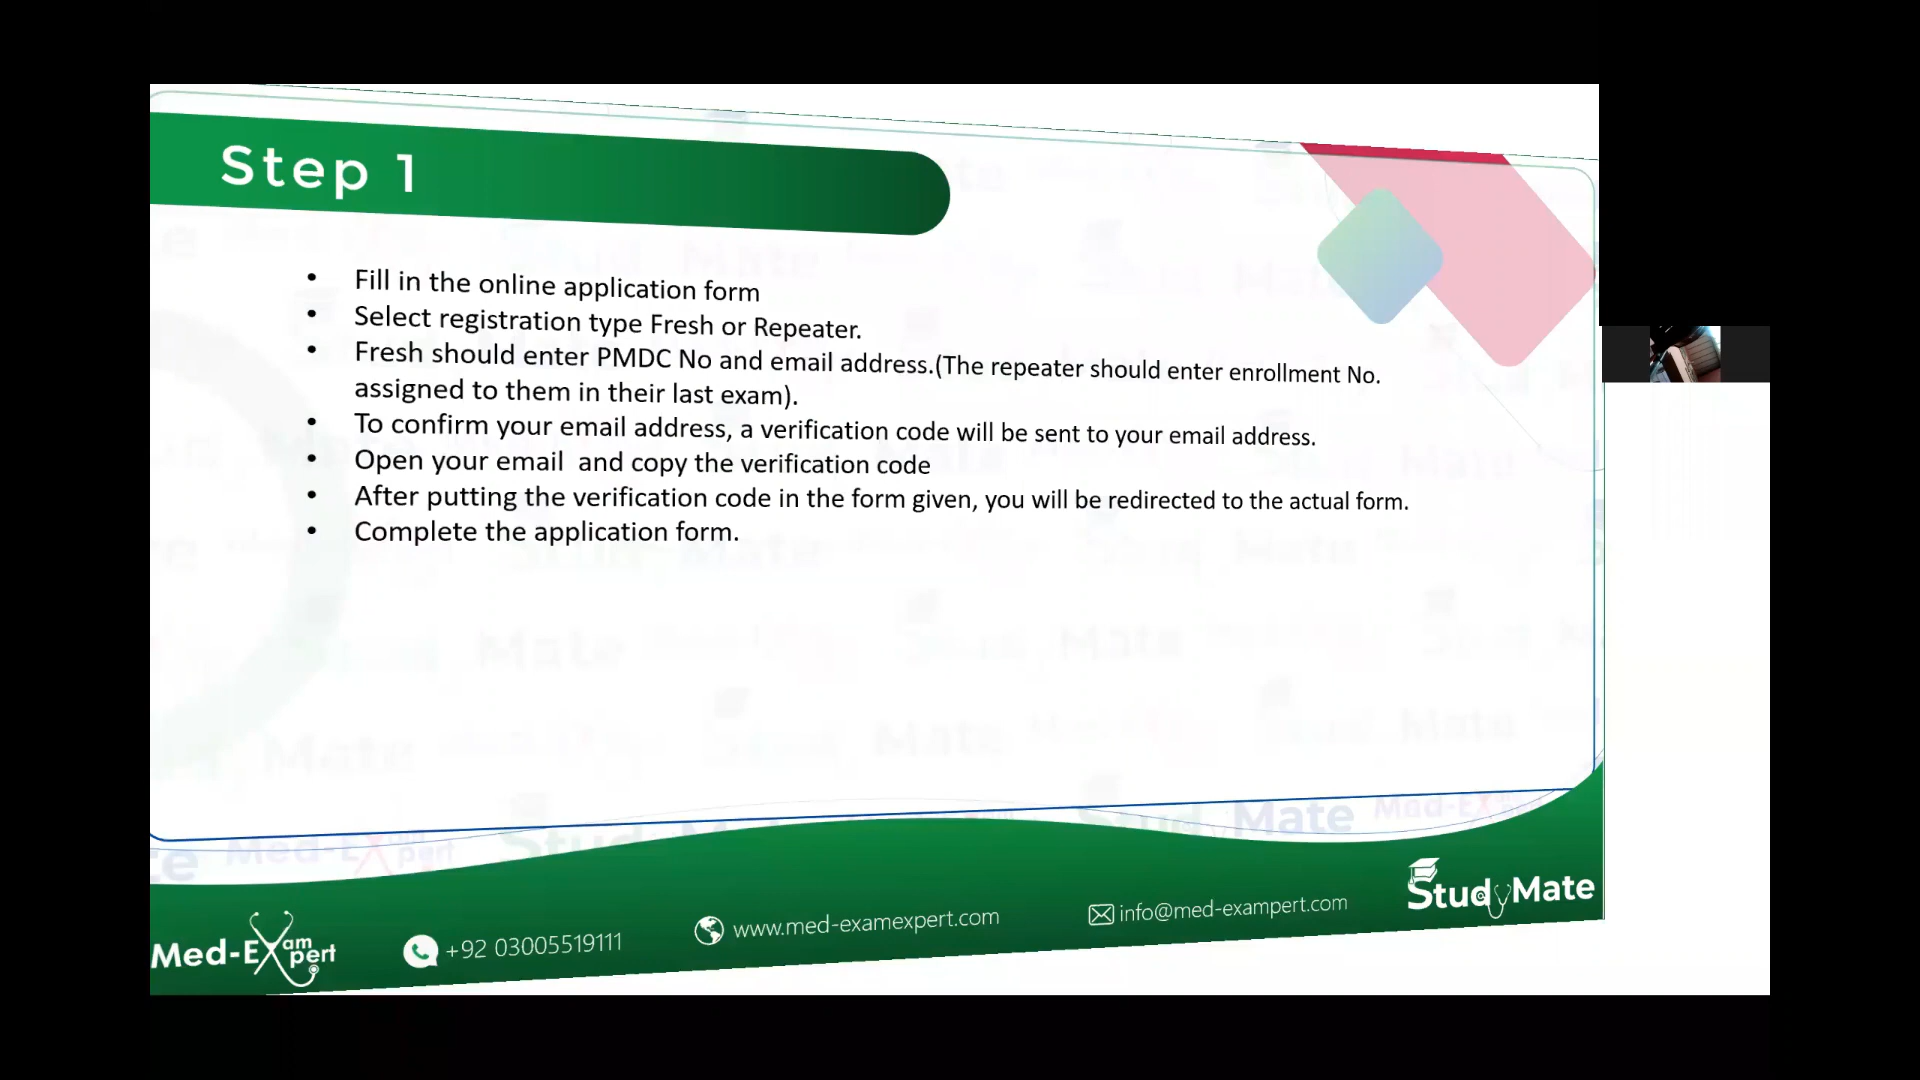 Step 1
• Fill in the online application form
• Select registration type Fresh or Repeater.
• Fresh should enter PMDC No and email address.(The repeater should enter enrollment No.
assigned to them in their last exam).
• To confirm your email address, a verification code will be sent to your email address.
• Open your email  and copy the verification code
• After putting the verification code in the form given, you will be redirected to the actual form.
• Complete the application form.
Med-Exam Expert
+92 03005519111
www.med-examexpert.com
info@med-exampert.com
StudyMate